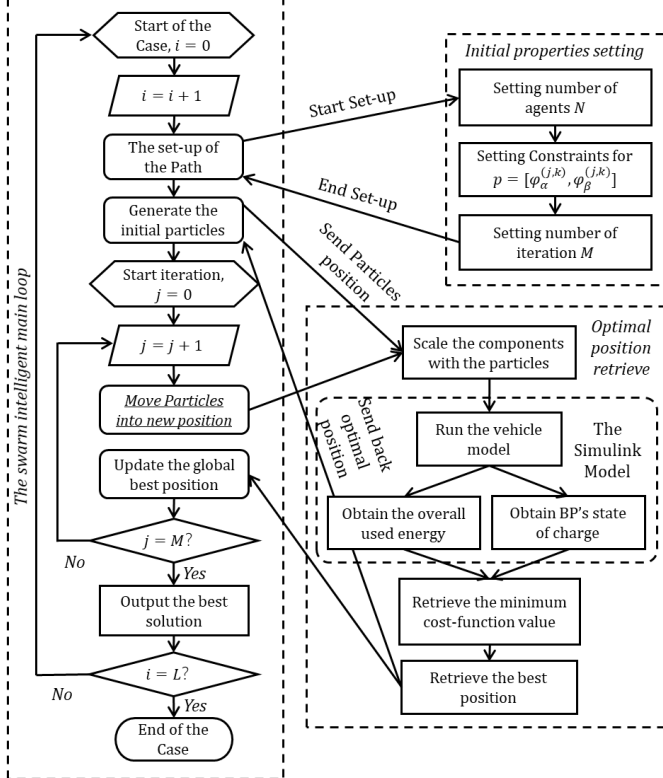 The swarm intelligent main loop
Start of the
Case, i = 0
i = i + 1
The set-up
of the Path
Generate the
initial particles
Start iteration,
j = 0
j = j + 1
Move Particles
into new position
Update the global
best position
j = M?
No
Yes
Output the best
solution
i = L?
No
Yes
End of the
Case
Start Set-up
End Set-up
Send Particles
position
Send back
optimal
position
Initial properties setting
Setting number of
agents N
Setting Constraints for
p = [φ_α^(j,k), φ_β^(j,k)]
Setting number of
iteration M
Optimal
position
retrieve
Scale the components
with the particles
Run the vehicle
model
The
Simulink
Model
Obtain the overall
used energy
Obtain BP's state
of charge
Retrieve the minimum
cost-function value
Retrieve the best
position